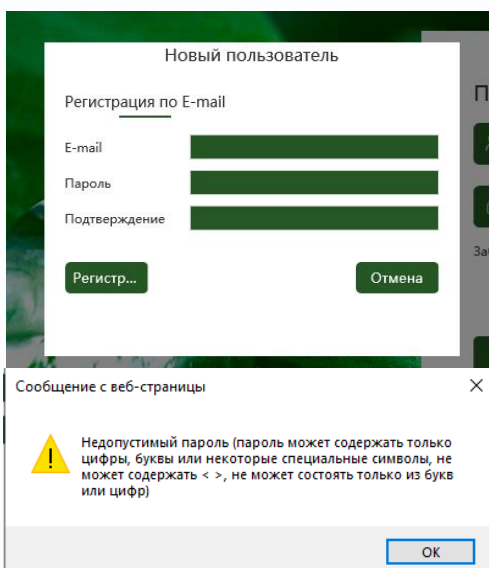 Новый пользователь
П
Регистрация по E-mail
E-mail
Пароль
Подтверждение
За
Регистр...
Отмена
Сообщение с веб-страницы
Недопустимый пароль (пароль может содержать только
цифры, буквы или некоторые специальные символы, не
может содержать < >, не может состоять только из букв
или цифр)
OK